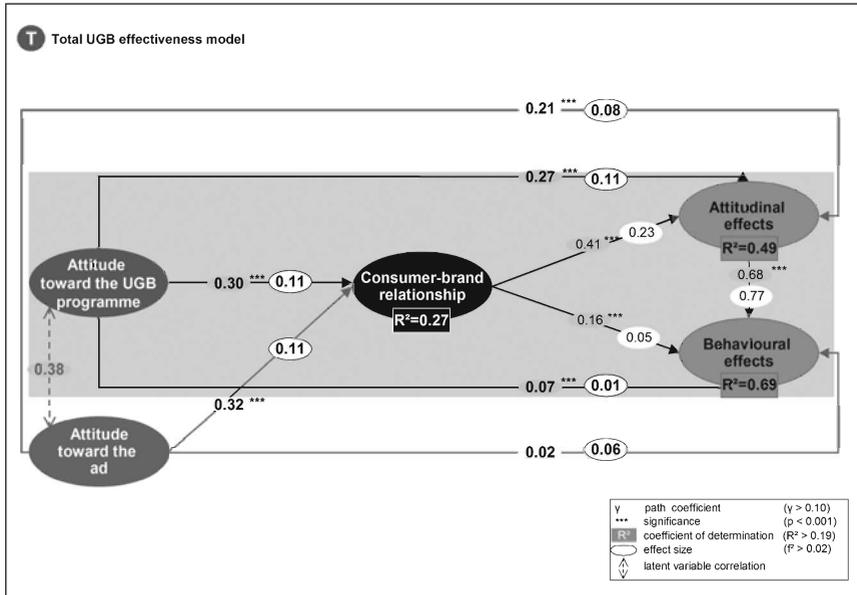 T Total UGB effectiveness model
0.21 *** 0.08
0.27 *** 0.11
Attitudinal
effects
R²=0.49
0.41 *** 0.23
0.68 ***
0.77
Attitude
toward the UGB
programme
0.30 *** 0.11
Consumer-brand
relationship
R²=0.27
0.16 *** 0.05
Behavioural
effects
R²=0.69
0.11
0.38
0.32 ***
0.07 *** 0.01
Attitude
toward the
ad
0.02 0.06
γ path coefficient (γ > 0.10)
*** significance (p < 0.001)
R² coefficient of determination (R² > 0.19)
effect size (f² > 0.02)
latent variable correlation